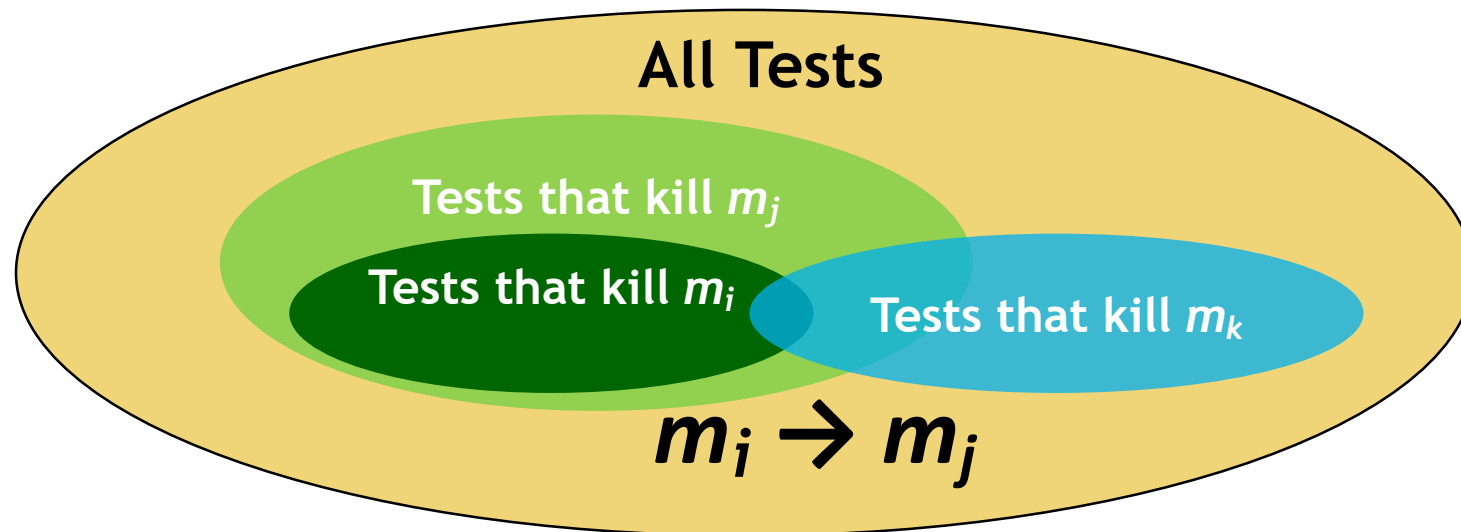 All Tests
Tests that kill mj
Tests that kill mi
Tests that kill mk
mi → mj